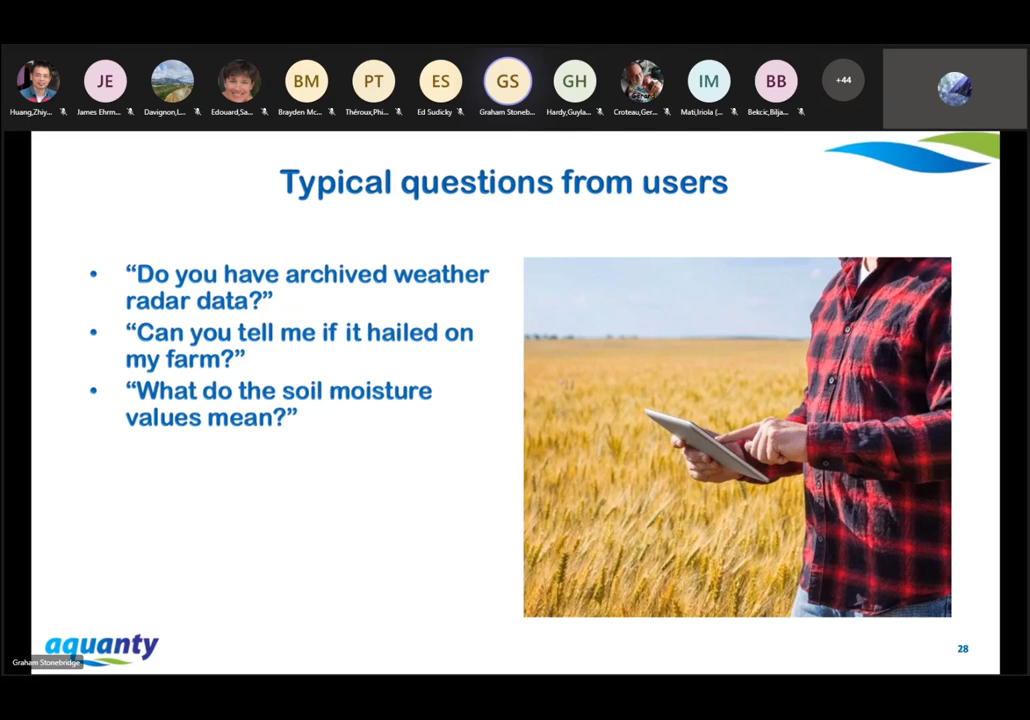 JE
BM
PT
ES
GS
GH
IM
BB
+44
Huang,Zhiy...
James Ehrm...
Davignon,L...
Edouard,Sa...
Brayden Mc...
Théroux,Phi...
Ed Sudicky
Graham Stoneb...
Hardy,Guyla...
Croteau,Ger...
Mati,Iriola (...
Bekcic,Bilja...
Typical questions from users
• “Do you have archived weather
radar data?”
• “Can you tell me if it hailed on
my farm?”
• “What do the soil moisture
values mean?”
aquanty
Graham Stonebridge
28